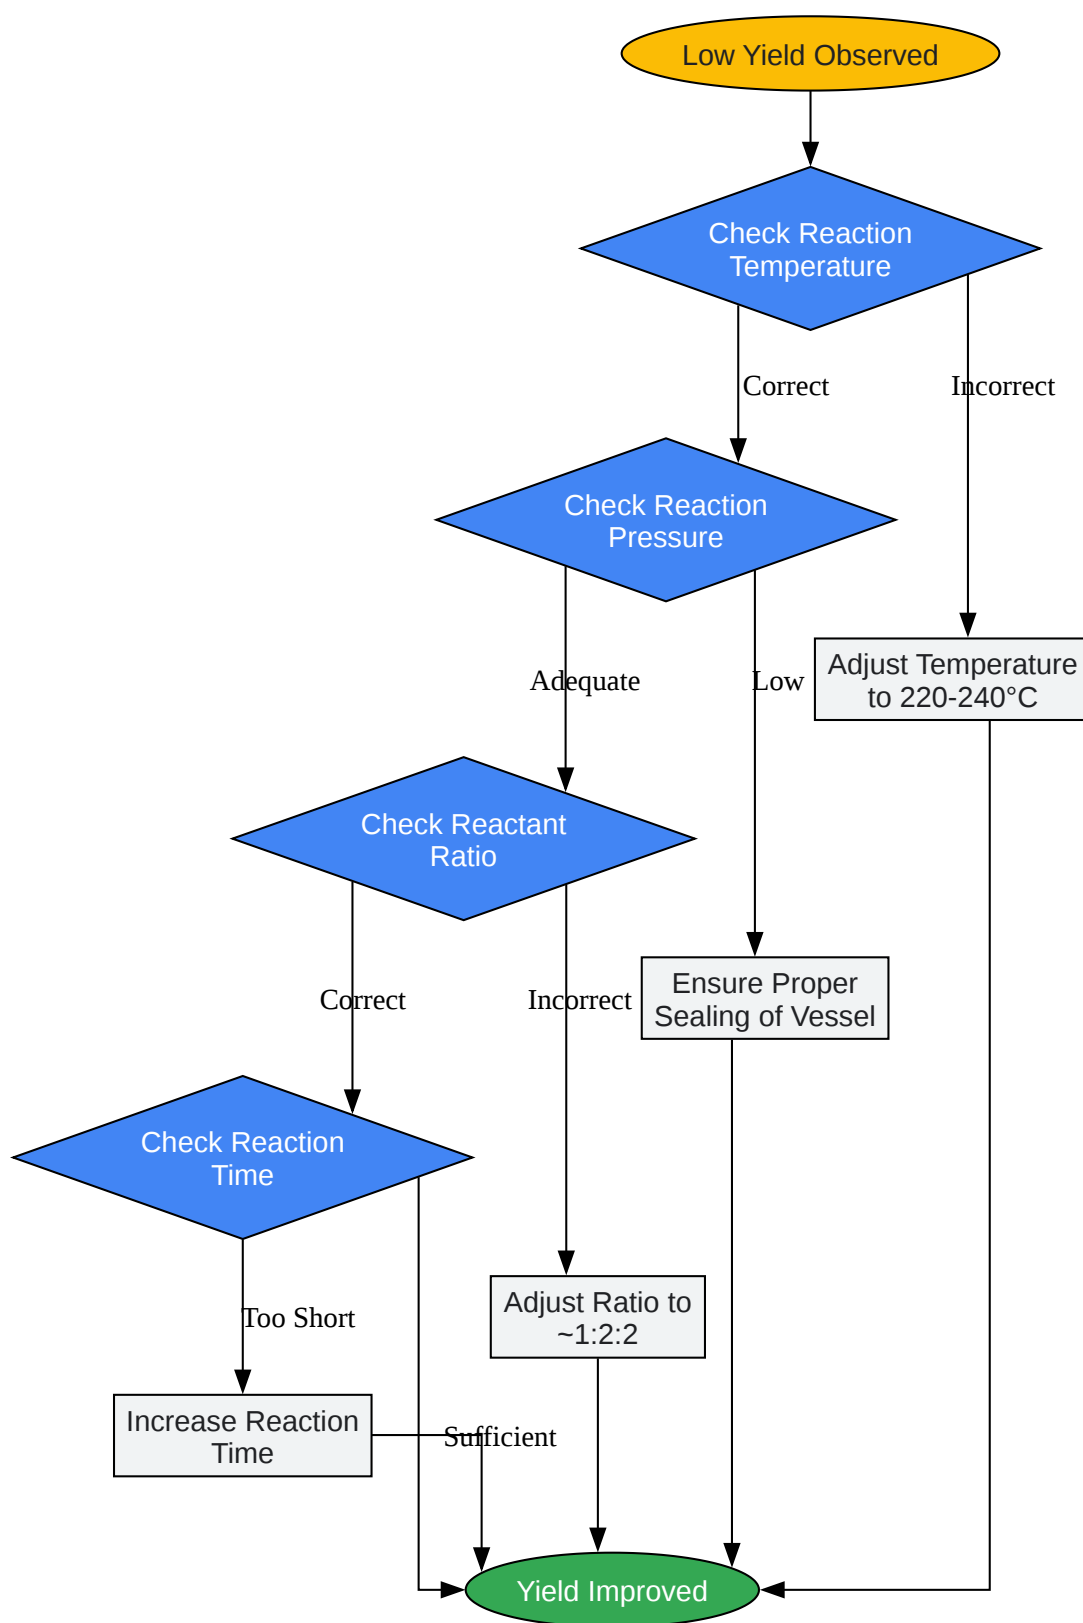 Low Yield Observed
Check Reaction
Temperature
Correct
Incorrect
Check Reaction
Pressure
Adequate
Low
Adjust Temperature
to 220-240°C
Check Reactant
Ratio
Correct
Incorrect
Ensure Proper
Sealing of Vessel
Check Reaction
Time
Too Short
Adjust Ratio to
~1:2:2
Increase Reaction
Time
Sufficient
Yield Improved